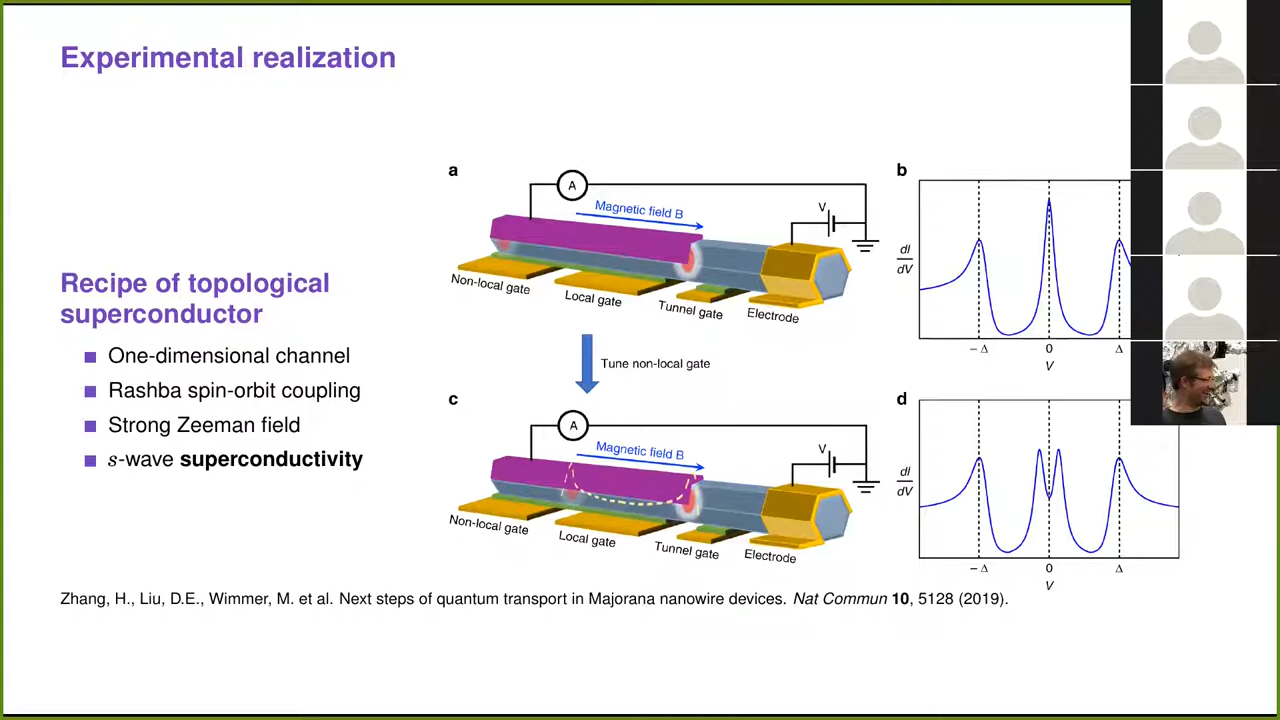 Experimental realization
Recipe of topological
superconductor
One-dimensional channel
Rashba spin-orbit coupling
Strong Zeeman field
s-wave superconductivity
a
A
Magnetic field B
V
Non-local gate
Local gate
Tunnel gate
Electrode
b
dI
dV
− Δ
0
Δ
V
Tune non-local gate
c
A
Magnetic field B
V
Non-local gate
Local gate
Tunnel gate
Electrode
d
dI
dV
− Δ
0
Δ
V
Zhang, H., Liu, D.E., Wimmer, M. et al. Next steps of quantum transport in Majorana nanowire devices. Nat Commun 10, 5128 (2019).